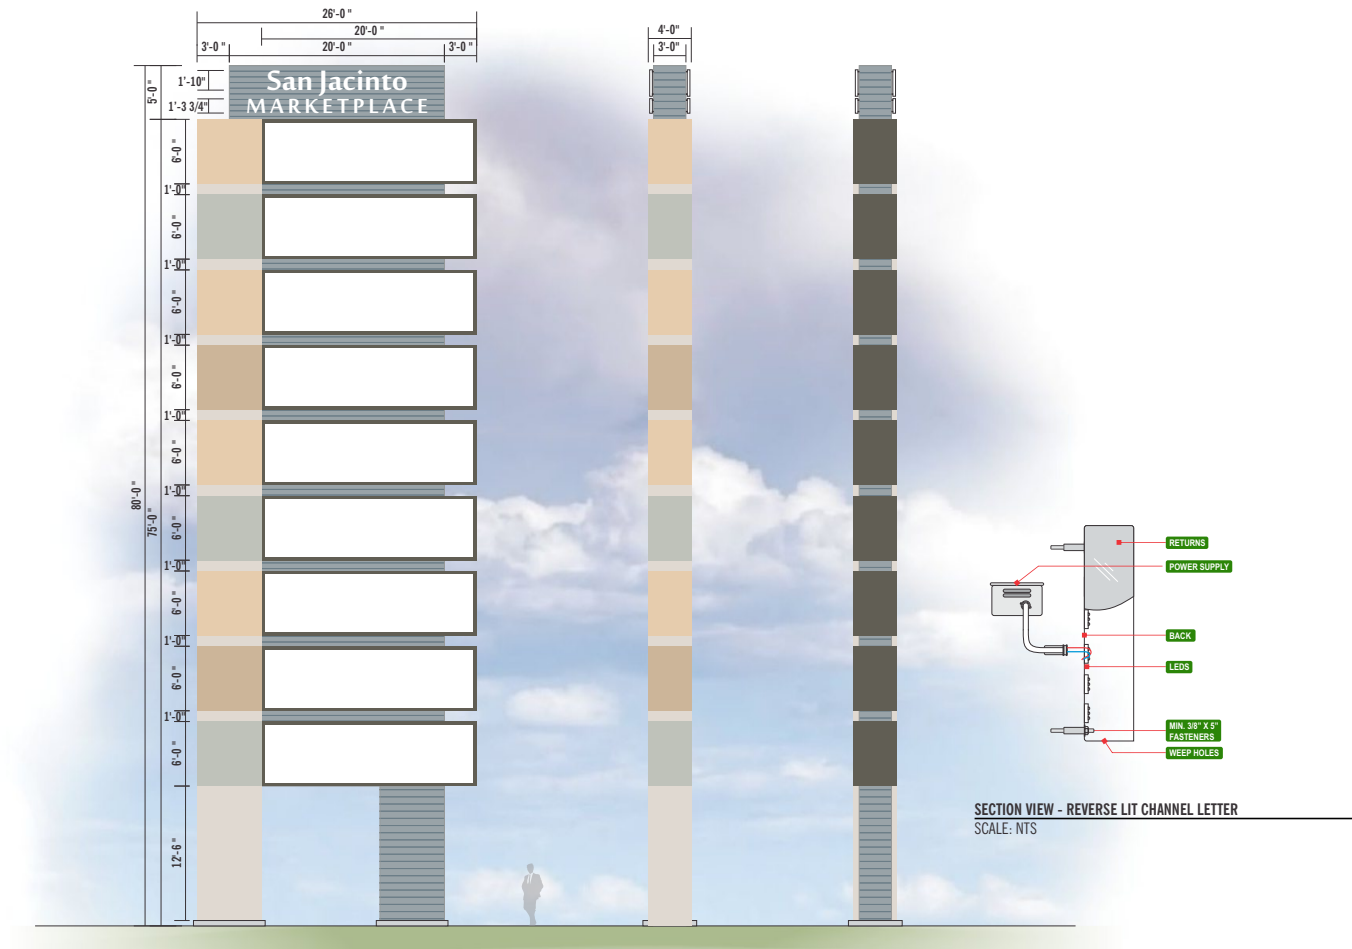 26'-0 "
20'-0 "
3'-0 "
20'-0 "
3'-0 "
4'-0"
3'-0"
5'-0 "
1'-10"
1'-3 3/4"
San Jacinto
MARKETPLACE
6'-0 "
1'-0"
6'-0 "
1'-0"
6'-0 "
1'-0"
6'-0 "
1'-0"
6'-0 "
1'-0"
6'-0 "
1'-0"
6'-0 "
1'-0"
6'-0 "
1'-0"
6'-0 "
80'-0 "
75'-0 "
12'-6"
RETURNS
POWER SUPPLY
BACK
LEDS
MIN. 3/8" X 5"
FASTENERS
WEEP HOLES
SECTION VIEW - REVERSE LIT CHANNEL LETTER
SCALE: NTS